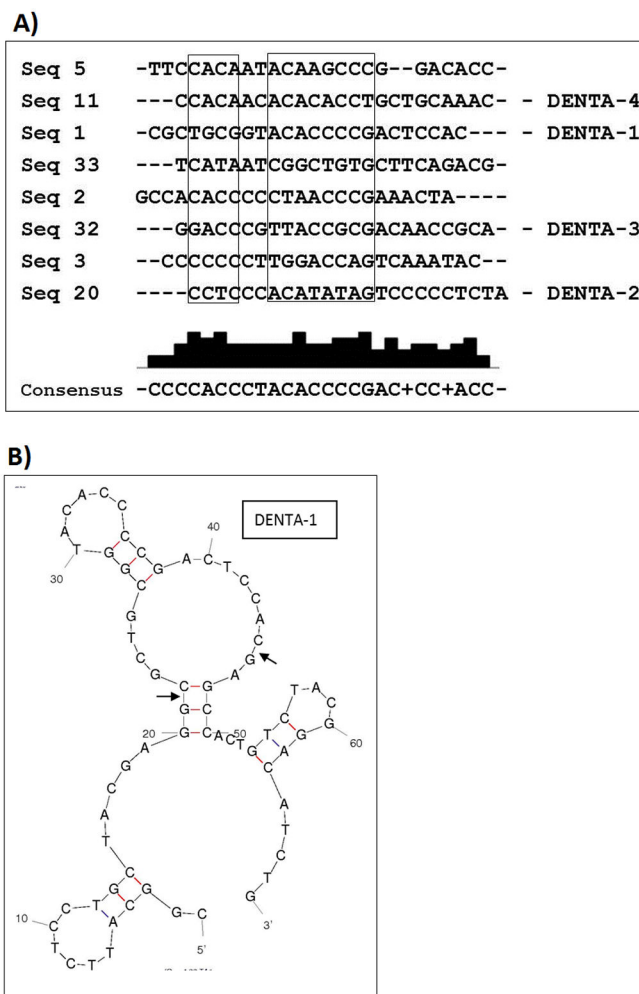 A)
Seq 5 -TTCCACAATACAAGCCCG--GACACC-
Seq 11 ---CCACAACACACACCTGCTGCAAAC- - DENTA-4
Seq 1 -CGCTGCGGTACACCCCGACTCCAC--- - DENTA-1
Seq 33 ---TCATAATCGGCTGTGCTTCAGACG-
Seq 2 GCCACACCCCCTAACCCGAAACTA----
Seq 32 ---GGACCCGTTACCGCGACAACCGCA- - DENTA-3
Seq 3 --CCCCCCCTTGGACCAGTCAAATAC--
Seq 20 ----CCTCCCACATATAGTCCCCCTCTA - DENTA-2
Consensus -CCCCACCCTACACCCCGAC+CC+ACC-
B)
DENTA-1
5'
CGGCATTCTCCTGCTACGAGGCGCTGCGGTACACCCCGACTCCACGAGCCACTGTCTACGGACATCTG
3'
10
20
30
40
50
60